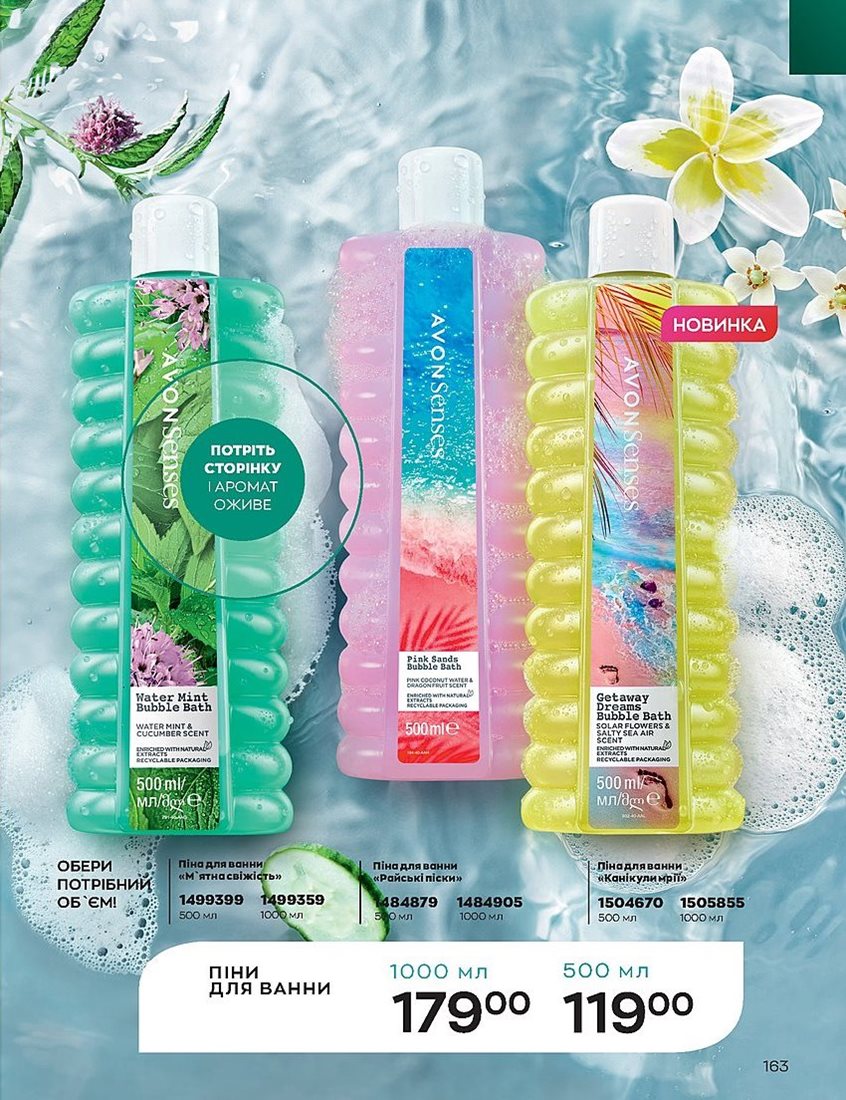 AVON Senses
Water Mint
Bubble Bath
WATER MINT &
CUCUMBER SCENT
ENRICHED WITH NATURAL
EXTRACTS
RECYCLABLE PACKAGING
500 ml/
мл/მლ e
ПОТРІТЬ
СТОРІНКУ
І АРОМАТ
ОЖИВЕ
AVON Senses
Pink Sands
Bubble Bath
PINK COCONUT WATER &
DRAGON FRUIT SCENT
ENRICHED WITH NATURAL
EXTRACTS
RECYCLABLE PACKAGING
500 ml e
НОВИНКА
AVON Senses
Getaway
Dreams
Bubble Bath
SOLAR FLOWERS &
SALTY SEA AIR
SCENT
ENRICHED WITH NATURAL
EXTRACTS
RECYCLABLE PACKAGING
500 ml/
мл/მლ e
ОБЕРИ
ПОТРІБНИЙ
ОБ`ЄМ!
Піна для ванни
«М`ятна свіжість»
1499399 1499359
500 мл 1000 мл
Піна для ванни
«Райські піски»
1484879 1484905
500 мл 1000 мл
Піна для ванни
«Канікули мрії»
1504670 1505855
500 мл 1000 мл
ПІНИ
ДЛЯ ВАННИ
1000 мл
179⁰⁰
500 мл
119⁰⁰
163